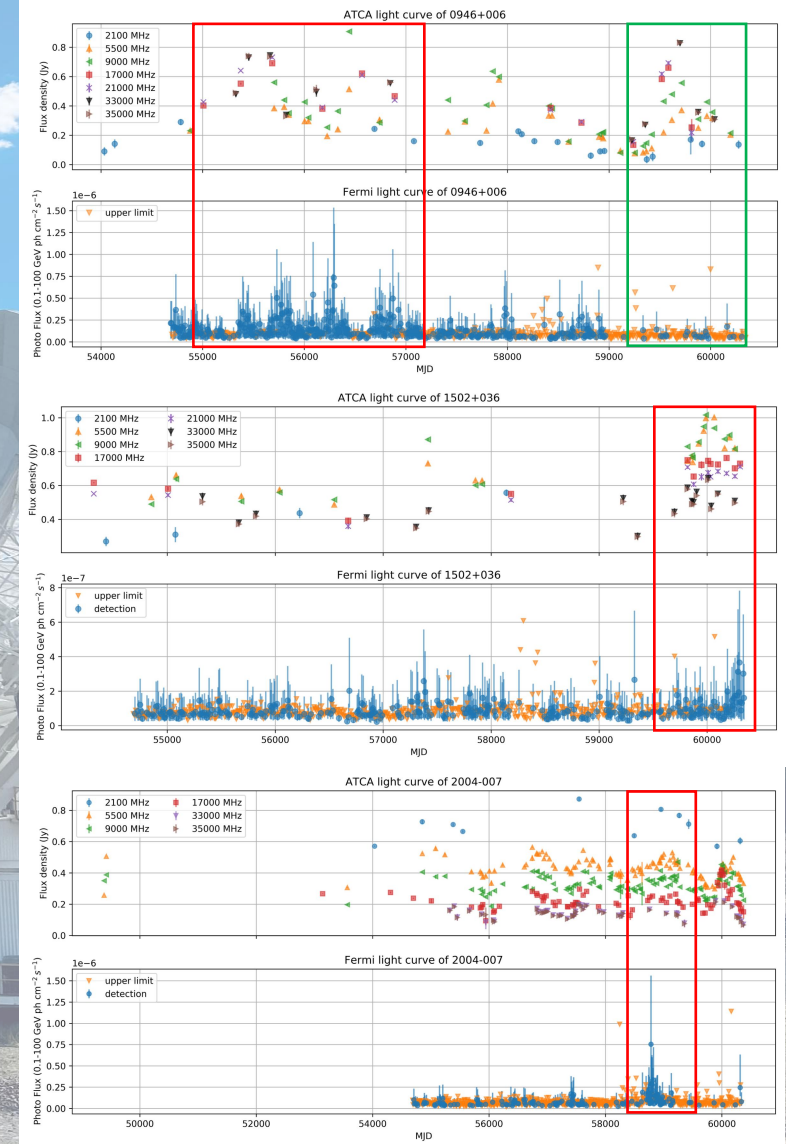 ATCA light curve of 0946+006
2100 MHz
5500 MHz
9000 MHz
17000 MHz
21000 MHz
33000 MHz
35000 MHz
0.8
0.6
0.4
0.2
0.0
Flux density (Jy)
Fermi light curve of 0946+006
1e−6
upper limit
1.50
1.25
1.00
0.75
0.50
0.25
0.00
Photo Flux (0.1-100 GeV ph cm−2 s−1)
54000 55000 56000 57000 58000 59000 60000
MJD
ATCA light curve of 1502+036
2100 MHz 21000 MHz
5500 MHz 33000 MHz
9000 MHz 35000 MHz
17000 MHz
1.0
0.8
0.6
0.4
Flux density (Jy)
Fermi light curve of 1502+036
1e−7
upper limit
detection
8
6
4
2
0
Photo Flux (0.1-100 GeV ph cm−2 s−1)
55000 56000 57000 58000 59000 60000
MJD
ATCA light curve of 2004-007
2100 MHz 17000 MHz
5500 MHz 33000 MHz
9000 MHz 35000 MHz
0.8
0.6
0.4
0.2
0.0
Flux density (Jy)
Fermi light curve of 2004-007
1e−6
upper limit
detection
1.50
1.25
1.00
0.75
0.50
0.25
0.00
Photo Flux (0.1-100 GeV ph cm−2 s−1)
50000 52000 54000 56000 58000 60000
MJD